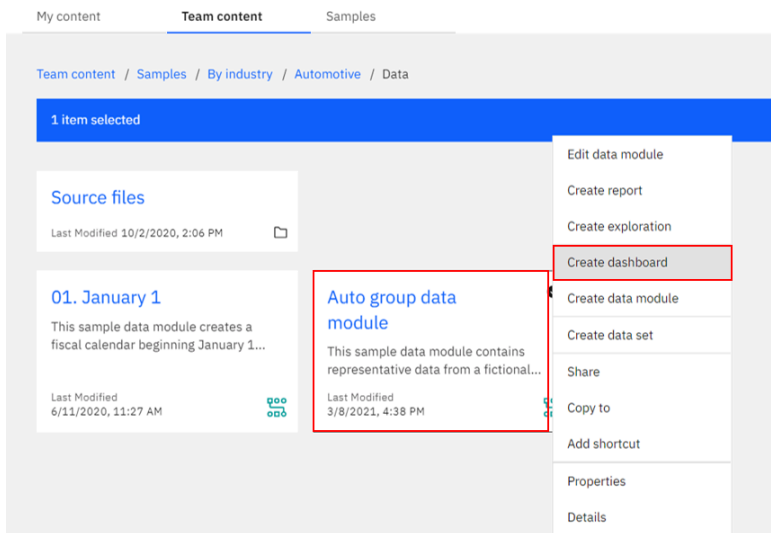 My content
Team content
Samples
Team content / Samples / By industry / Automotive / Data
1 item selected
Source files
Last Modified 10/2/2020, 2:06 PM
01. January 1
This sample data module creates a
fiscal calendar beginning January 1...
Last Modified
6/11/2020, 11:27 AM
Auto group data
module
This sample data module contains
representative data from a fictional...
Last Modified
3/8/2021, 4:38 PM
Edit data module
Create report
Create exploration
Create dashboard
Create data module
Create data set
Share
Copy to
Add shortcut
Properties
Details